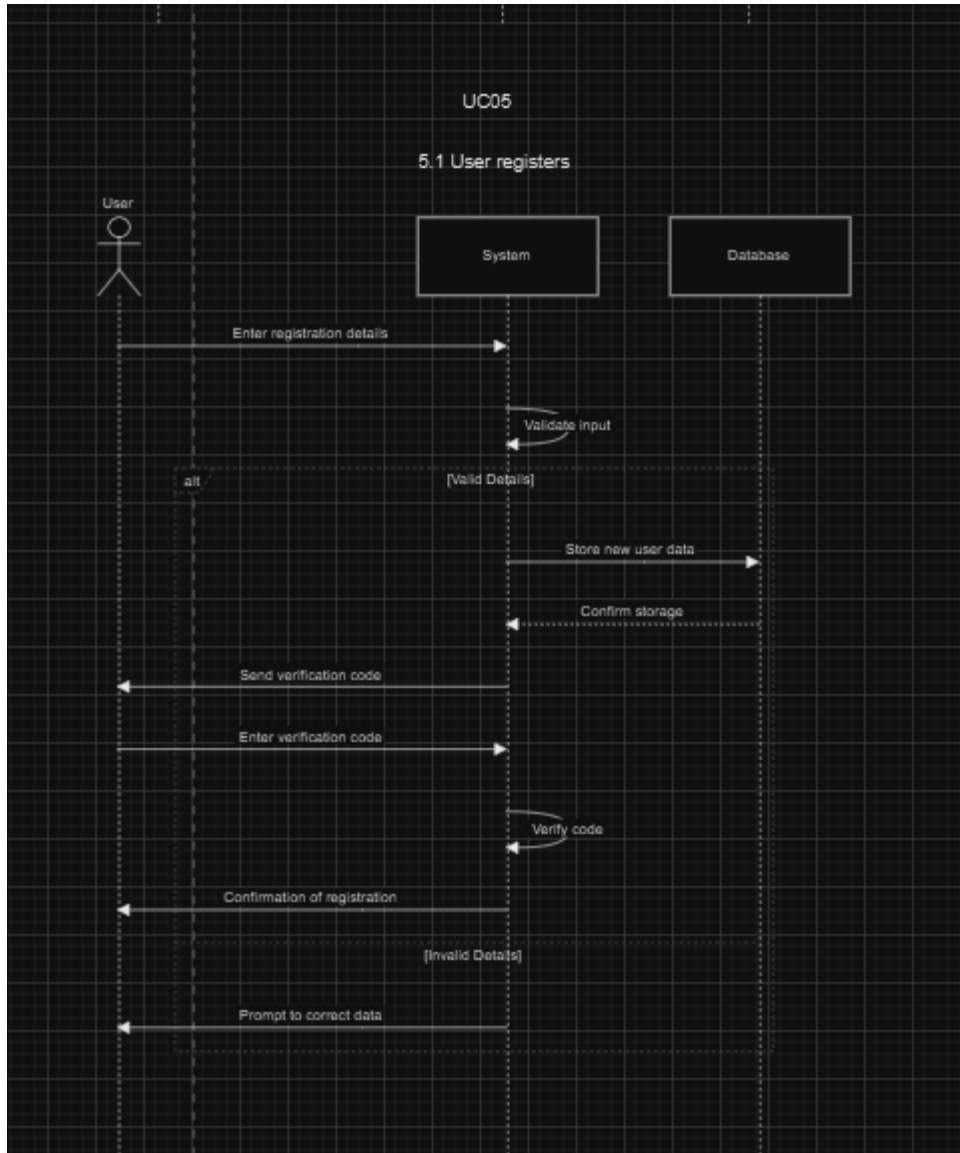 UC05
5.1 User registers
User
System
Database
Enter registration details
Validate input
alt
[Valid Details]
Store new user data
Confirm storage
Send verification code
Enter verification code
Verify code
Confirmation of registration
[Invalid Details]
Prompt to correct data